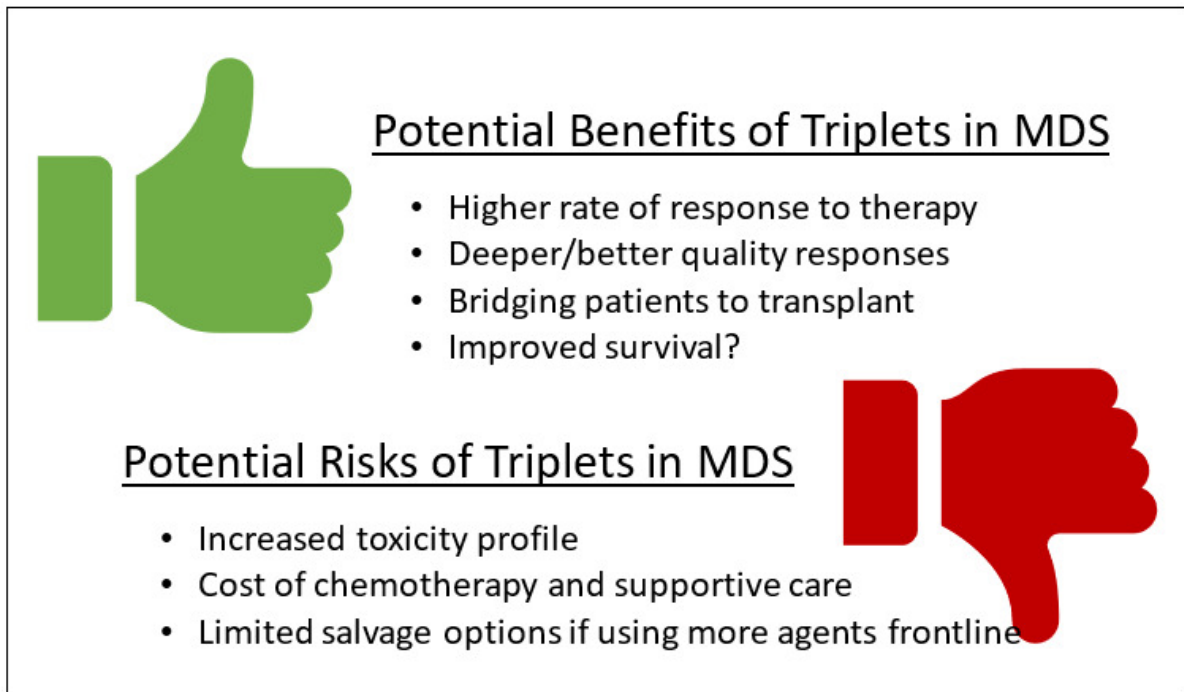 Potential Benefits of Triplets in MDS
• Higher rate of response to therapy
• Deeper/better quality responses
• Bridging patients to transplant
• Improved survival?
Potential Risks of Triplets in MDS
• Increased toxicity profile
• Cost of chemotherapy and supportive care
• Limited salvage options if using more agents frontline